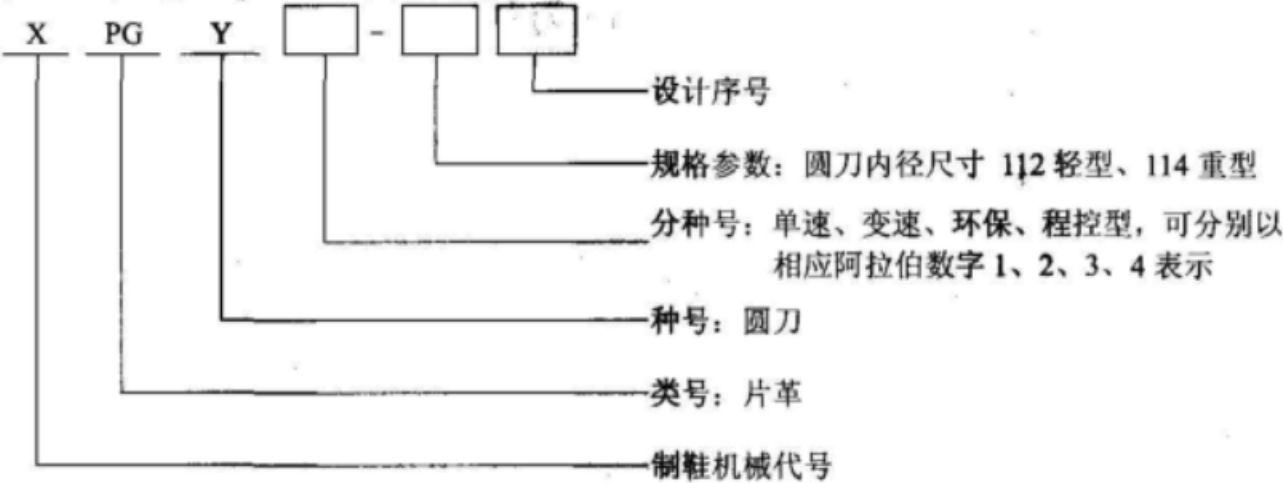 X PG Y -
设计序号
规格参数：圆刀内径尺寸 112 轻型、114 重型
分种号：单速、变速、环保、程控型，可分别以
相应阿拉伯数字 1、2、3、4 表示
种号：圆刀
类号：片革
制鞋机械代号